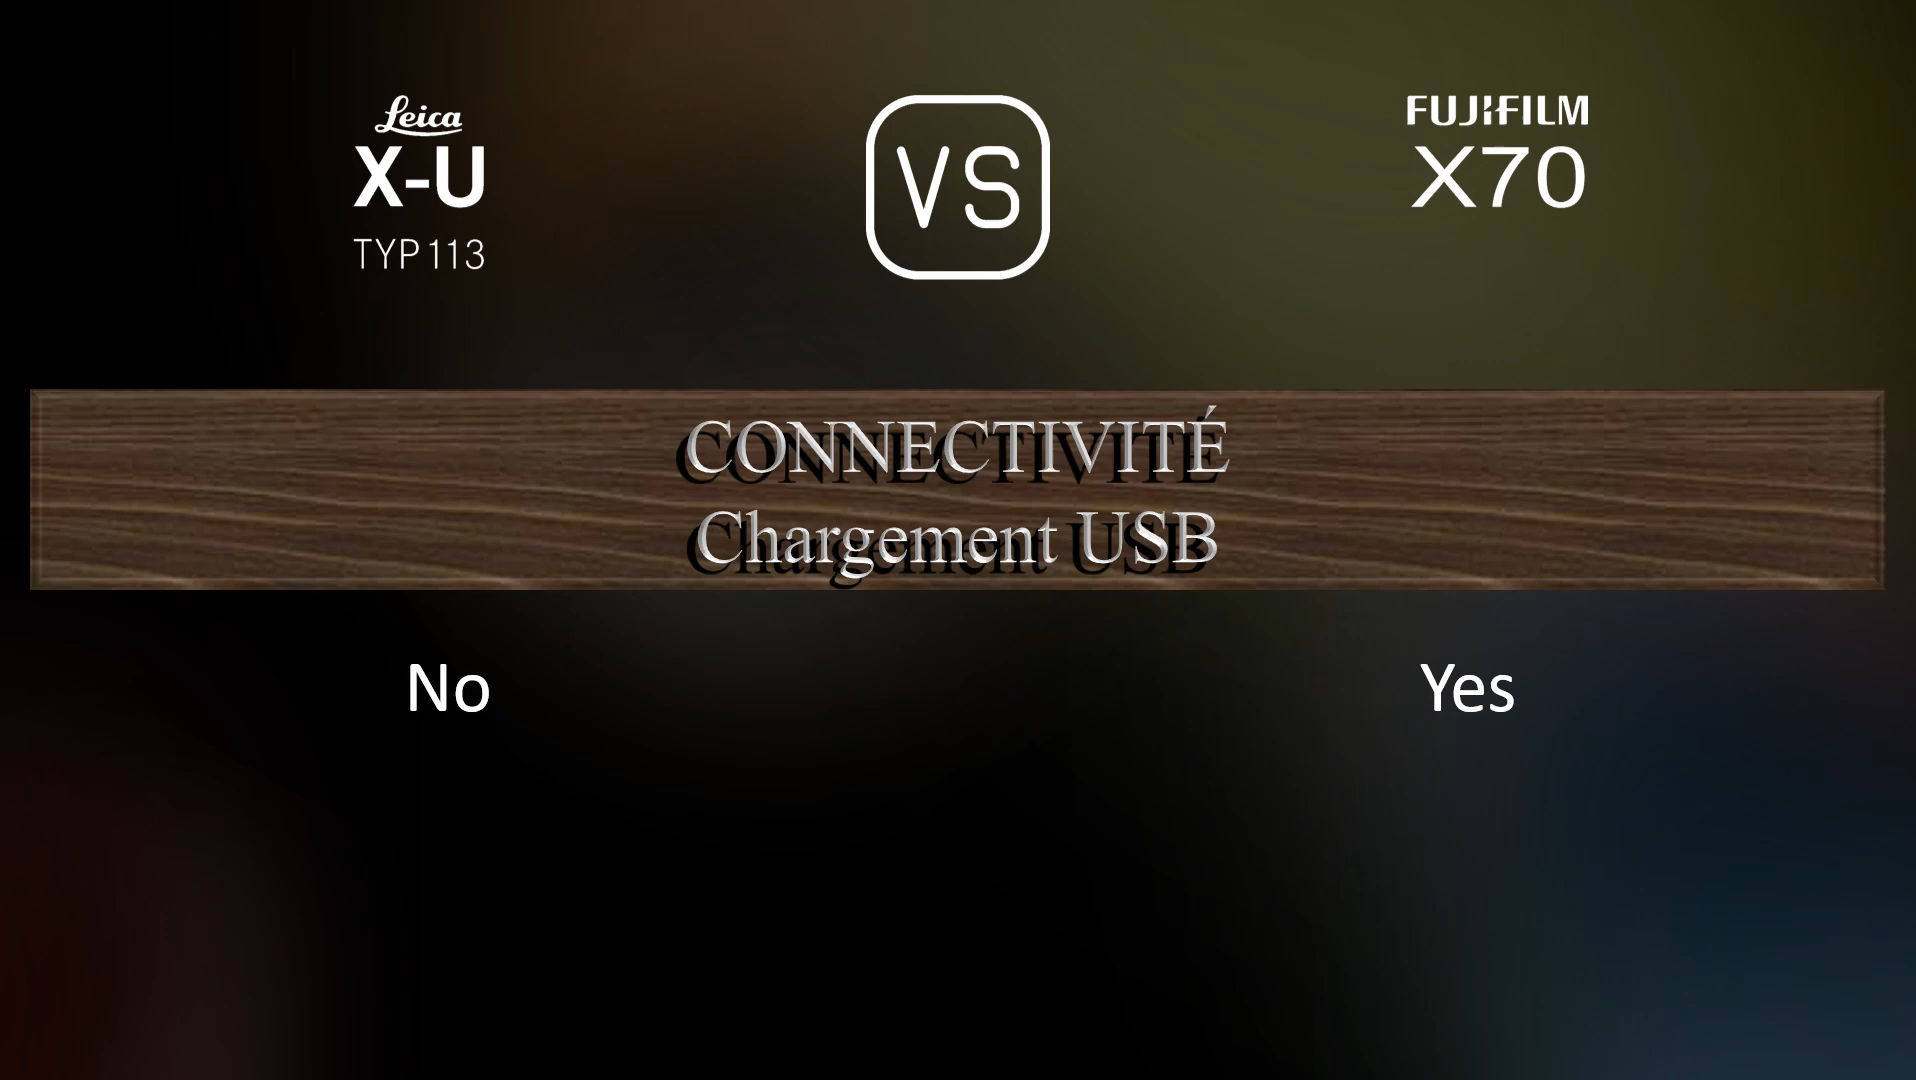 Leica
X-U
TYP 113
VS
FUJIFILM
X70
CONNECTIVITÉ
Chargement USB
No
Yes